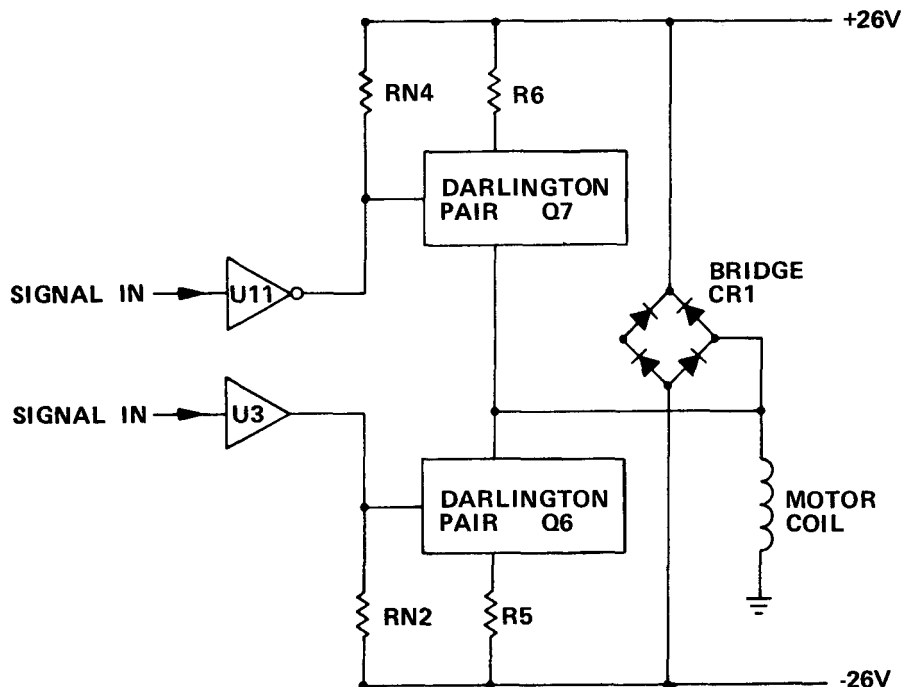 +26V
RN4
R6
DARLINGTON
PAIR Q7
BRIDGE
CR1
SIGNAL IN
U11
SIGNAL IN
U3
DARLINGTON
PAIR Q6
MOTOR
COIL
RN2
R5
-26V